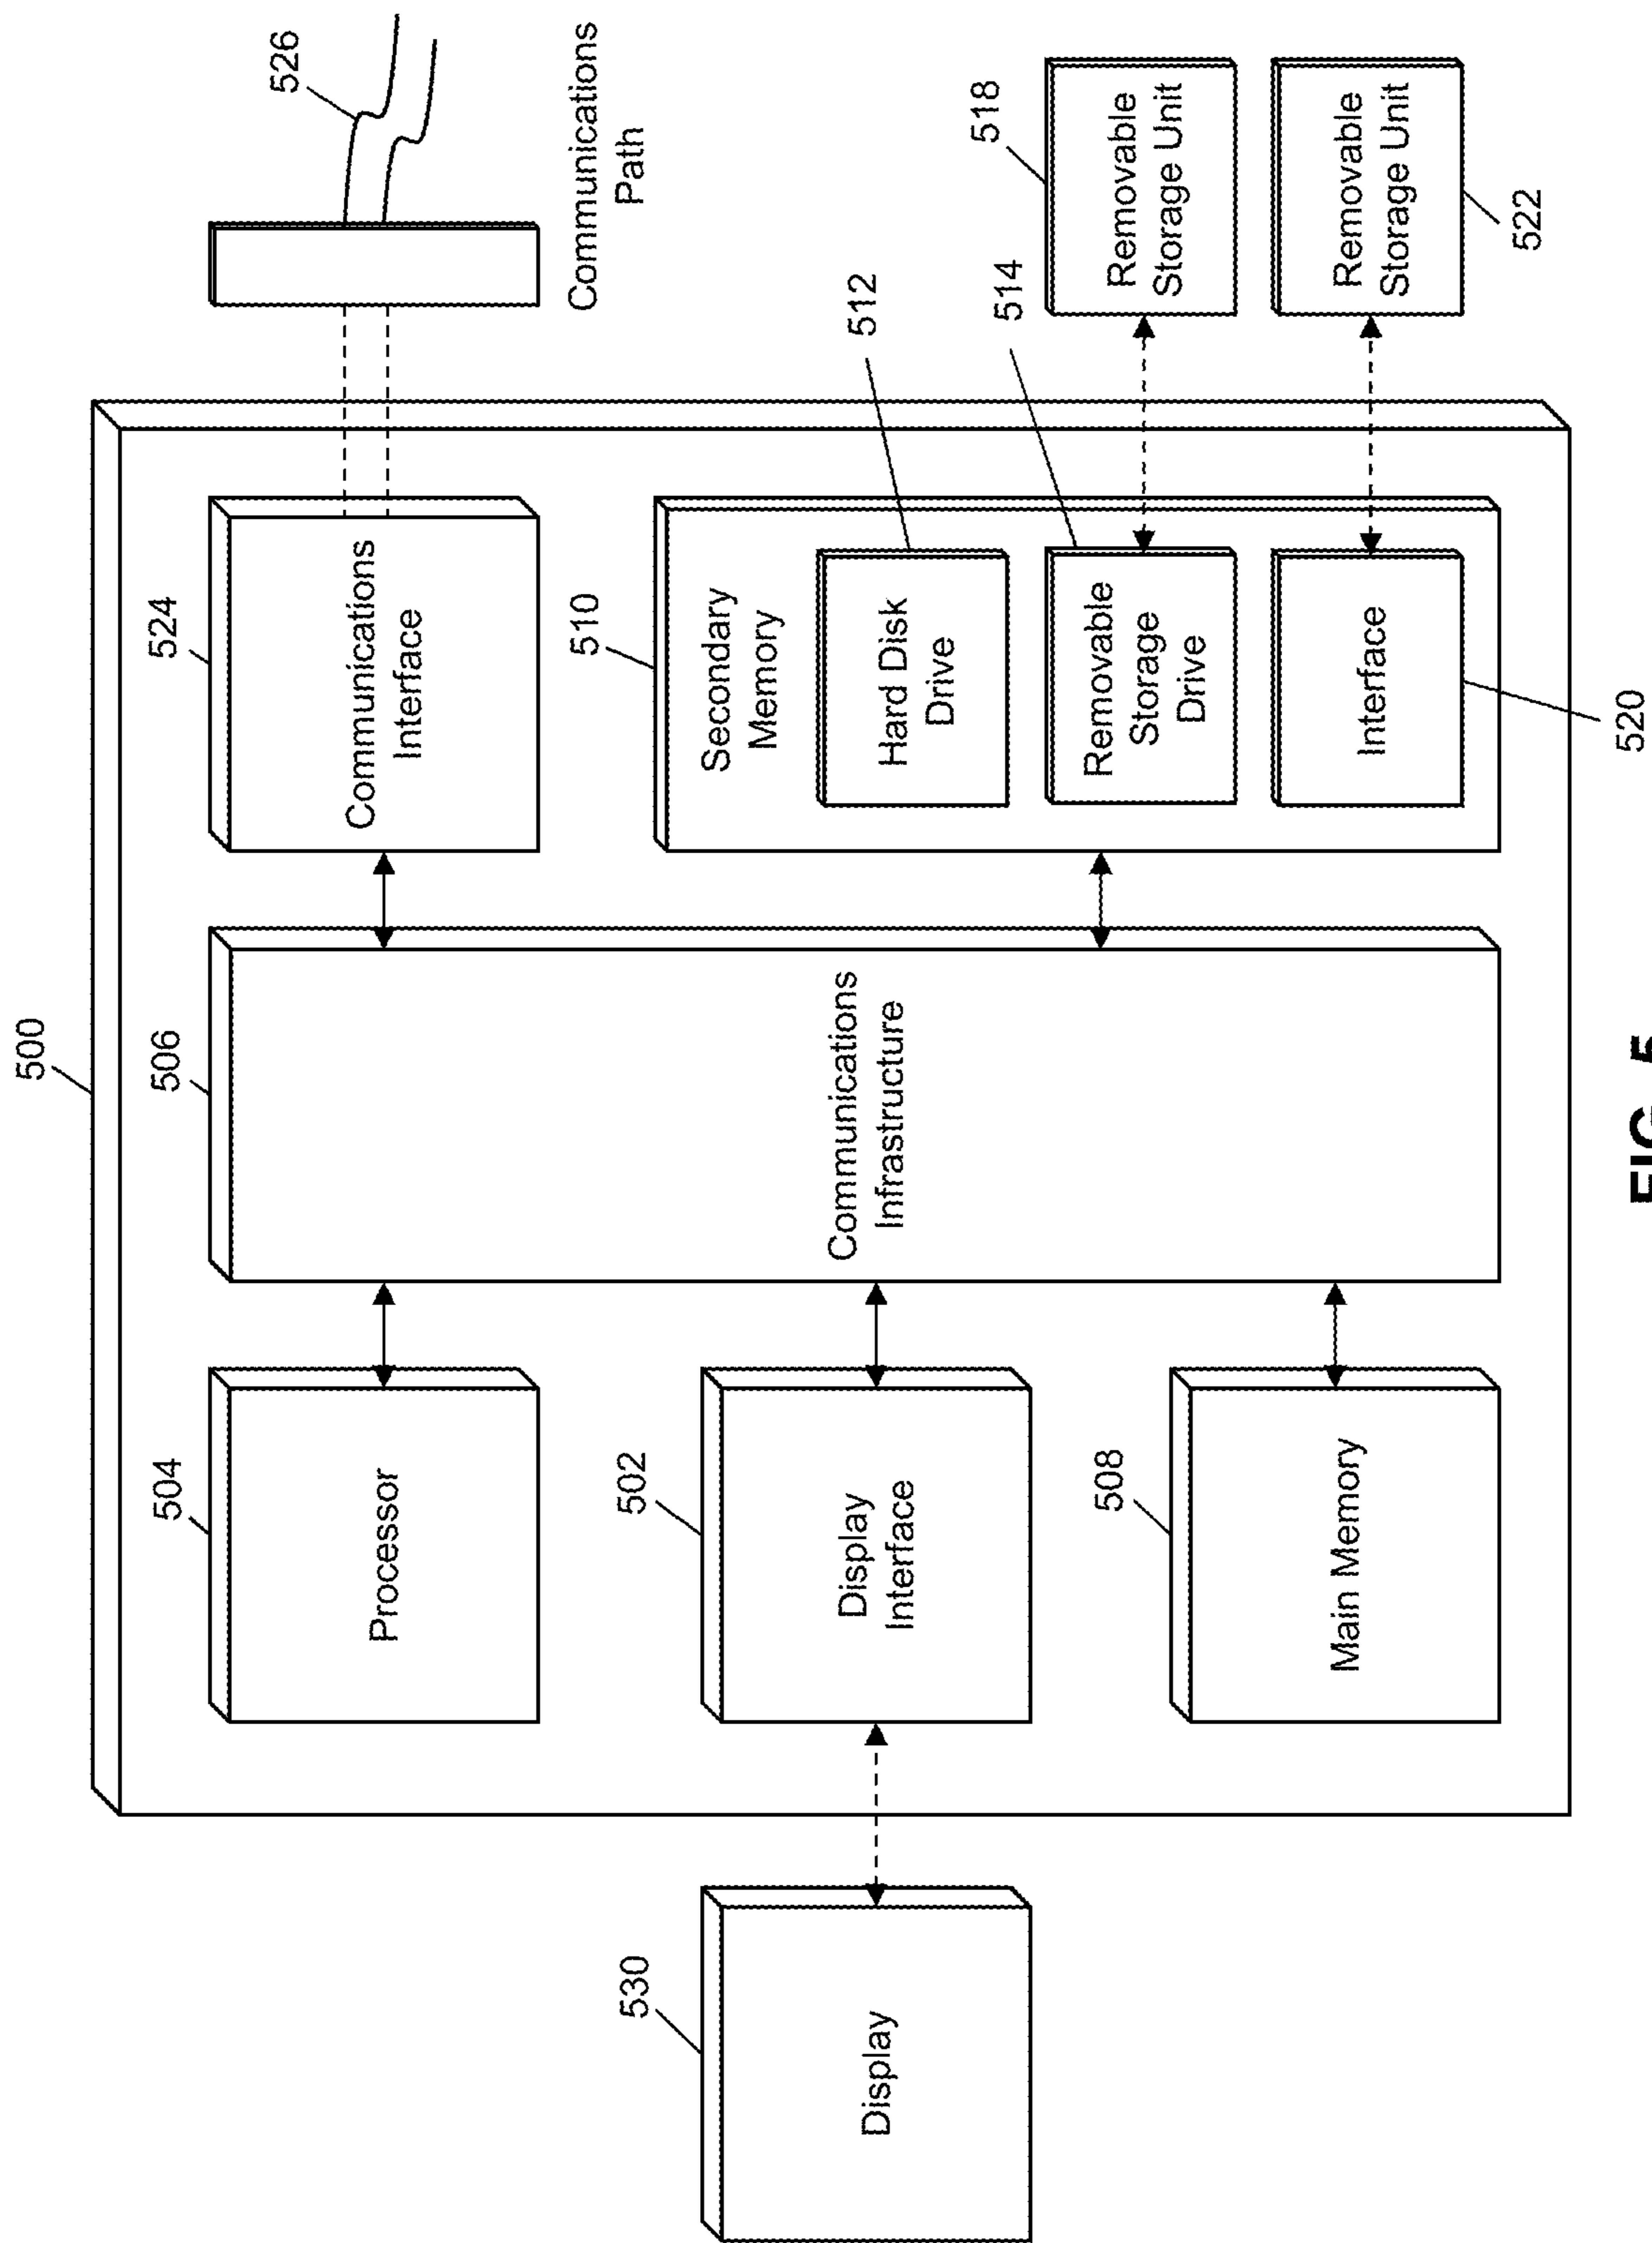 500
504
Processor
506
Communications
Infrastructure
524
Communications
Interface
526
Communications
Path
530
Display
502
Display
Interface
508
Main Memory
510
Secondary
Memory
512
Hard Disk
Drive
514
Removable
Storage
Drive
518
Removable
Storage Unit
520
Interface
522
Removable
Storage Unit
FIG. 5